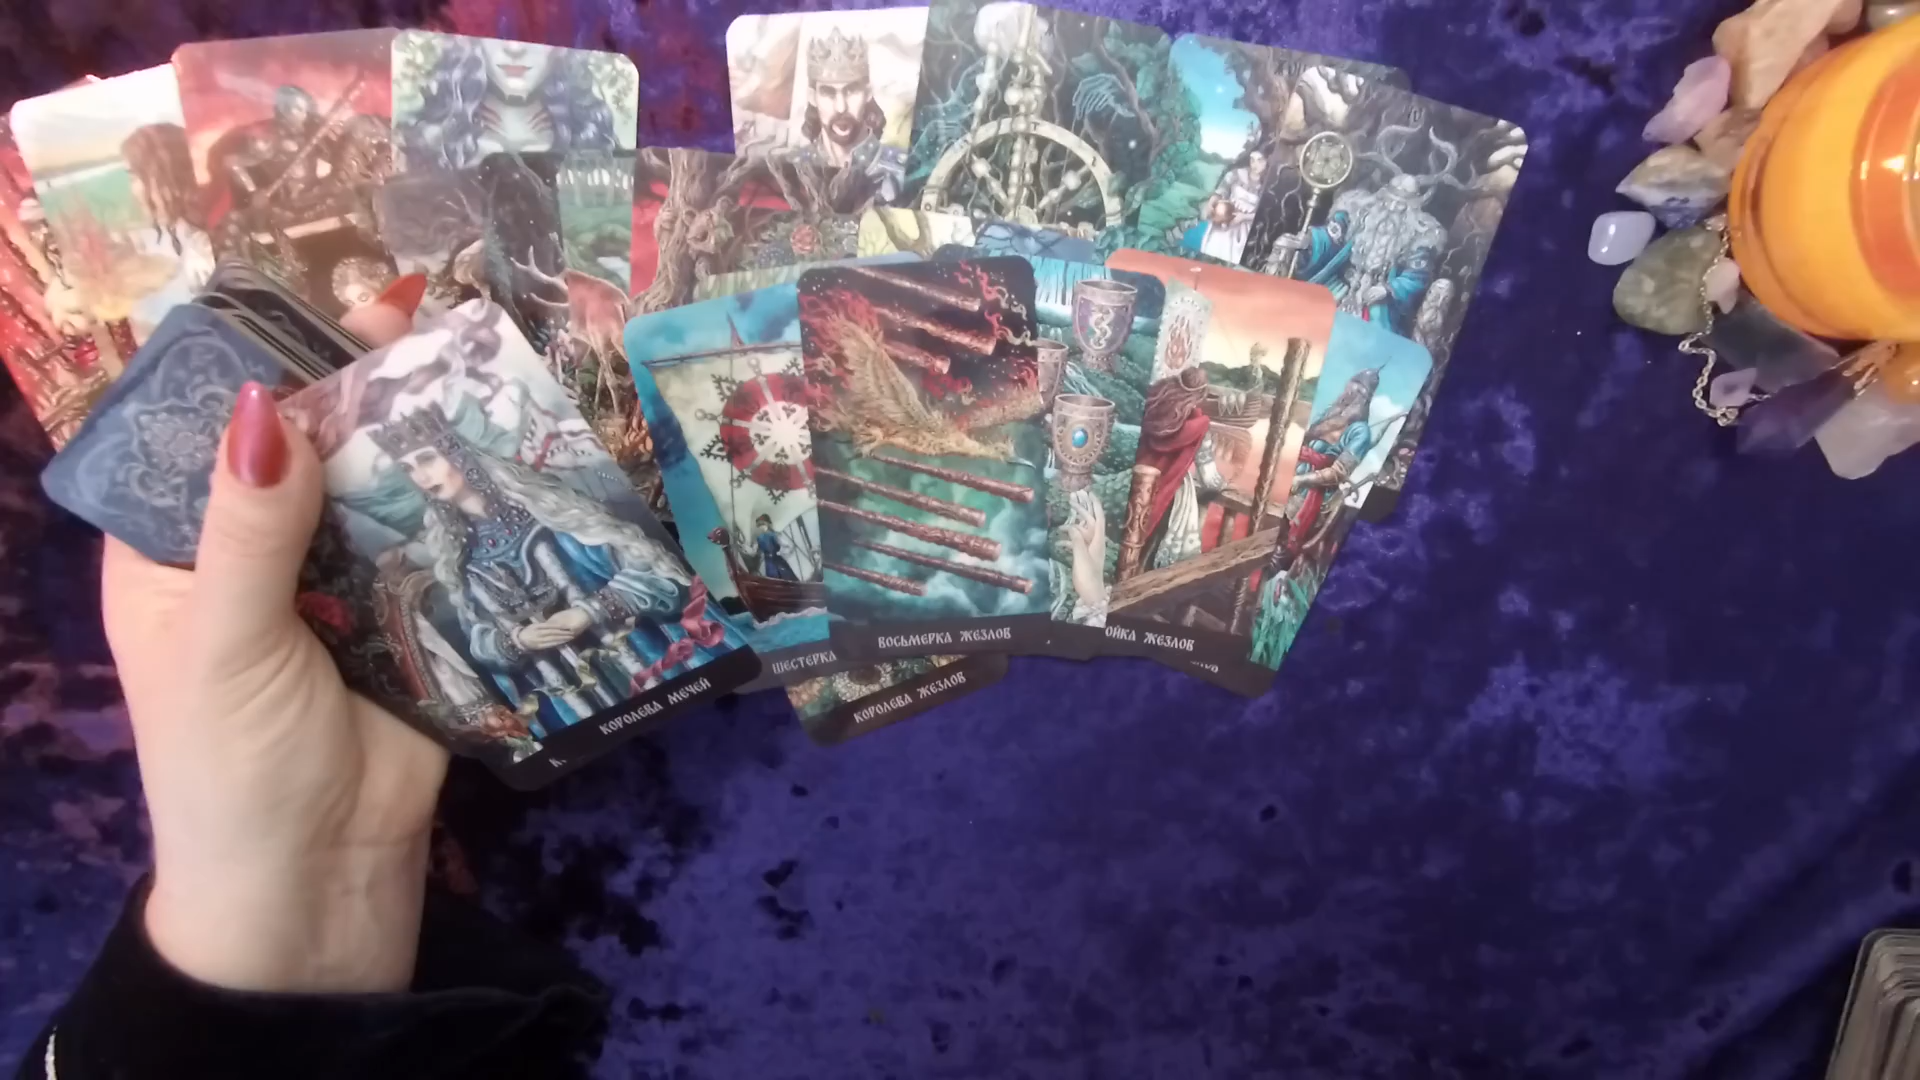 ВОСЬМЕРКА ЖЕЗЛОВ
ОЙКА ЖЕЗЛОВ
ШЕСТЕРКА
КОРОЛЕВА МЕЧЕЙ
КОРОЛЕВА ЖЕЗЛОВ